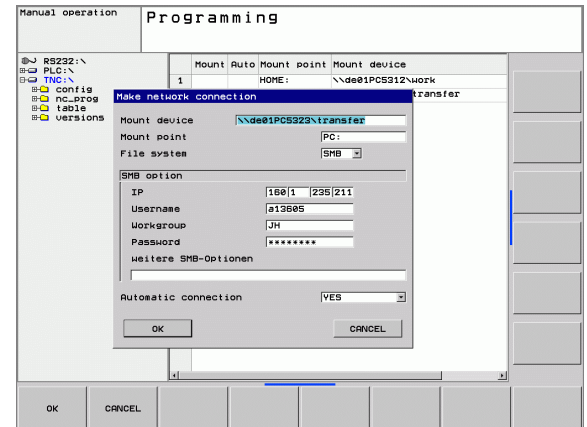 Manual operation
Programming
RS232:\
PLC:\
TNC:\
config
nc_prog
table
versions
Mount Auto Mount point Mount device
1 HOME: \\de01PC5312\work
transfer
Make network connection
Mount device \\de01PC5323\transfer
Mount point PC:
File system SMB
SMB option
IP 160 1 235 211
Username a13605
Workgroup JH
Password ********
weitere SMB-Optionen
Automatic connection YES
OK CANCEL
OK CANCEL